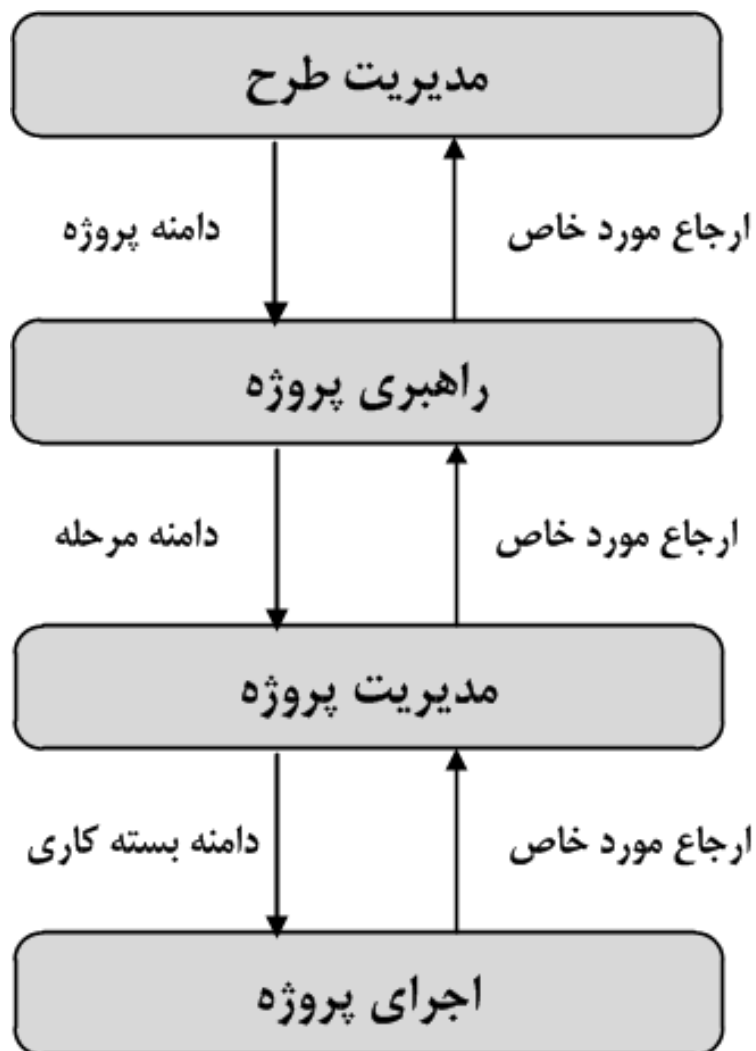 مدیریت طرح
ارجاع مورد خاص
دامنه پروژه
راهبری پروژه
ارجاع مورد خاص
دامنه مرحله
مدیریت پروژه
ارجاع مورد خاص
دامنه بسته کاری
اجرای پروژه